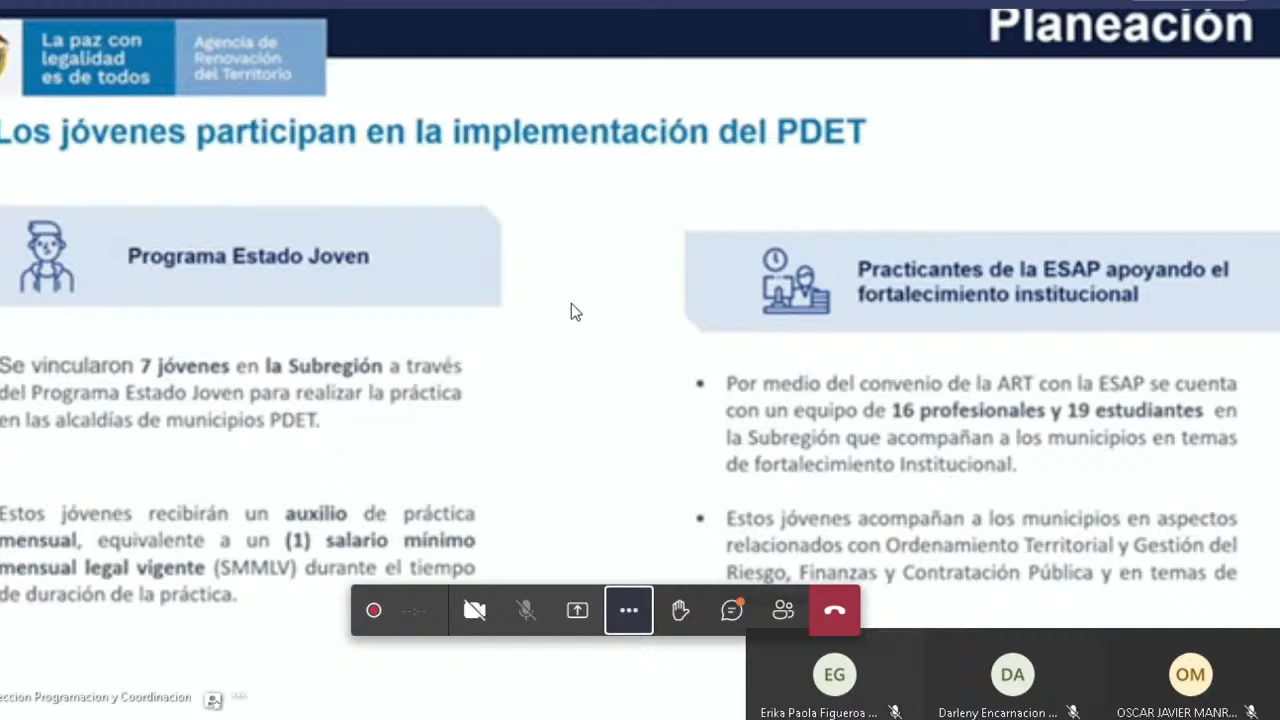 Planeación
La paz con
legalidad
es de todos
Agencia de
Renovación
del Territorio
Los jóvenes participan en la implementación del PDET
Programa Estado Joven
Se vincularon 7 jóvenes en la Subregión a través
del Programa Estado Joven para realizar la práctica
en las alcaldías de municipios PDET.
Estos jóvenes recibirán un auxilio de práctica
mensual, equivalente a un (1) salario mínimo
mensual legal vigente (SMMLV) durante el tiempo
de duración de la práctica.
Practicantes de la ESAP apoyando el
fortalecimiento institucional
• Por medio del convenio de la ART con la ESAP se cuenta
con un equipo de 16 profesionales y 19 estudiantes en
la Subregión que acompañan a los municipios en temas
de fortalecimiento Institucional.
• Estos jóvenes acompañan a los municipios en aspectos
relacionados con Ordenamiento Territorial y Gestión del
Riesgo, Finanzas y Contratación Pública y en temas de
--:--
EG
DA
OM
Erika Paola Figueroa ...
Darleny Encarnacion ...
OSCAR JAVIER MANR...
eccion Programacion y Coordinacion